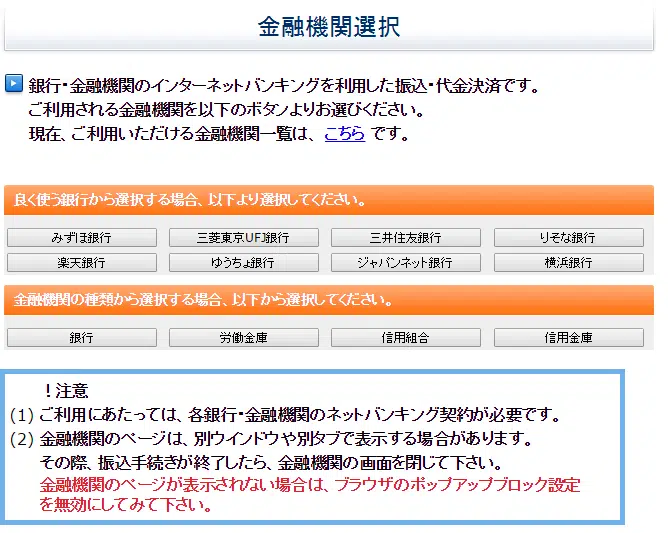 金融機関選択
銀行・金融機関のインターネットバンキングを利用した振込・代金決済です。
ご利用される金融機関を以下のボタンよりお選びください。
現在、ご利用いただける金融機関一覧は、 こちら です。
良く使う銀行から選択する場合、以下より選択してください。
みずほ銀行 三菱東京UFJ銀行 三井住友銀行 りそな銀行
楽天銀行 ゆうちょ銀行 ジャパンネット銀行 横浜銀行
金融機関の種類から選択する場合、以下から選択してください。
銀行 労働金庫 信用組合 信用金庫
！注意
(1) ご利用にあたっては、各銀行・金融機関のネットバンキング契約が必要です。
(2) 金融機関のページは、別ウインドウや別タブで表示する場合があります。
その際、振込手続きが終了したら、金融機関の画面を閉じて下さい。
金融機関のページが表示されない場合は、ブラウザのポップアップブロック設定
を無効にしてみて下さい。